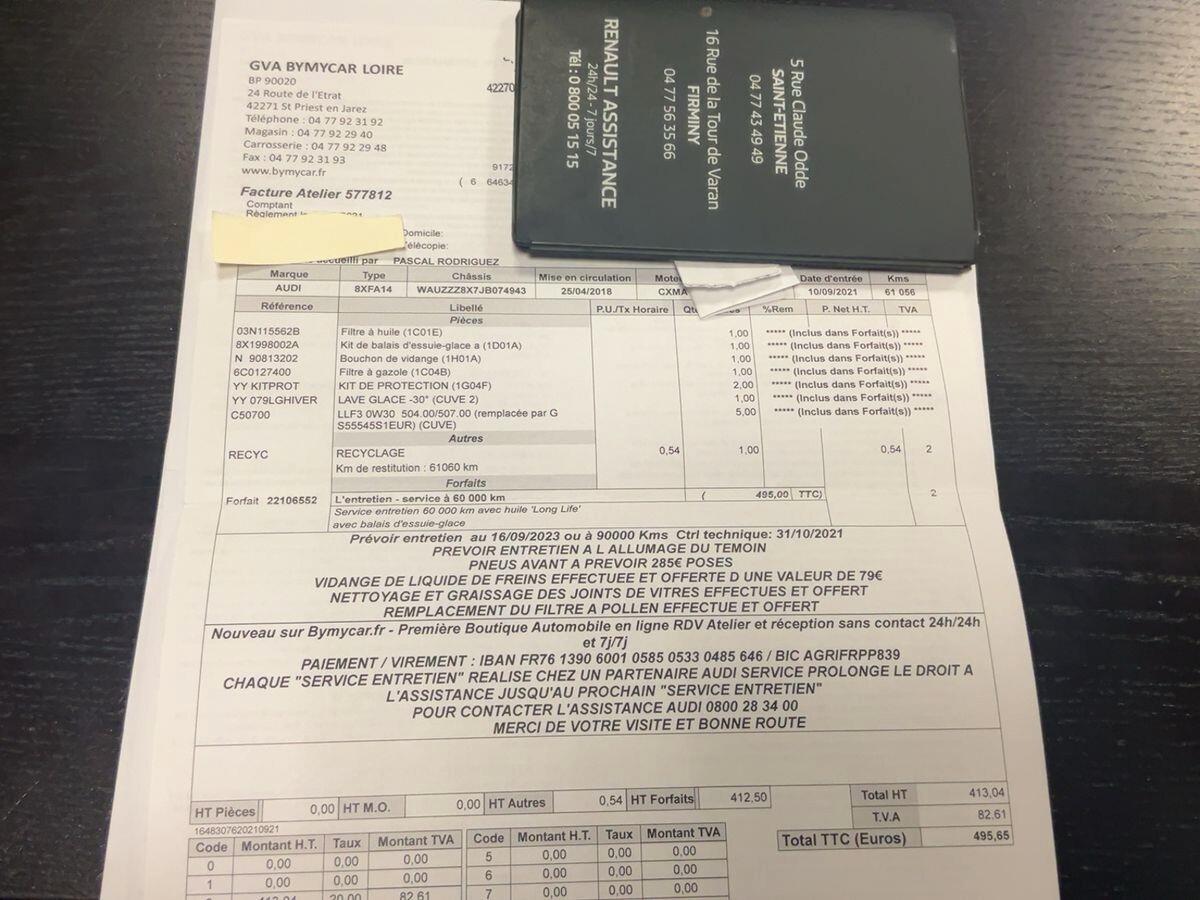 GVA BYMYCAR LOIRE
BP 90020
24 Route de l'Etrat
42271 St Priest en Jarez
Téléphone : 04 77 92 31 92
Magasin : 04 77 92 29 40
Carrosserie : 04 77 92 29 48
Fax : 04 77 92 31 93
www.bymycar.fr
42270
9172
( 6 64634
Facture Atelier 577812
Comptant
Domicile:
PASCAL RODRIGUEZ
5 Rue Claude Odde
SAINT-ETIENNE
04 77 43 49 49
16 Rue de la Tour de Varan
FIRMINY
04 77 56 35 66
RENAULT ASSISTANCE
24h/24 - 7 jours/7
Tél : 0 800 05 15 15
Marque Type Châssis Mise en circulation Date d'entrée Kms
AUDI 8XFA14 WAUZZZ8X7JB074943 25/04/2018 CXMA 10/09/2021 61 056
Référence Libellé P.U./Tx Horaire %Rem P. Net H.T. TVA
Pièces
03N115562B Filtre à huile (1C01E) 1,00 ***** (Inclus dans Forfait(s)) *****
8X1998002A Kit de balais d'essuie-glace a (1D01A) 1,00 ***** (Inclus dans Forfait(s)) *****
N 90813202 Bouchon de vidange (1H01A) 1,00 ***** (Inclus dans Forfait(s)) *****
6C0127400 Filtre à gazole (1C04B) 1,00 ***** (Inclus dans Forfait(s)) *****
YY KITPROT KIT DE PROTECTION (1G04F) 2,00 ***** (Inclus dans Forfait(s)) *****
YY 079LGHIVER LAVE GLACE -30° (CUVE 2) 1,00 ***** (Inclus dans Forfait(s)) *****
C50700 LLF3 0W30 504.00/507.00 (remplacée par G 5,00 ***** (Inclus dans Forfait(s)) *****
S55545S1EUR) (CUVE)
Autres
RECYC RECYCLAGE 0,54 1,00 0,54 2
Km de restitution : 61060 km
Forfaits
Forfait 22106552 L'entretien - service à 60 000 km ( 495,00 TTC) 2
Service entretien 60 000 km avec huile 'Long Life'
avec balais d'essuie-glace
Prévoir entretien au 16/09/2023 ou à 90000 Kms Ctrl technique: 31/10/2021
PREVOIR ENTRETIEN A L ALLUMAGE DU TEMOIN
PNEUS AVANT A PREVOIR 285€ POSES
VIDANGE DE LIQUIDE DE FREINS EFFECTUEE ET OFFERTE D UNE VALEUR DE 79€
NETTOYAGE ET GRAISSAGE DES JOINTS DE VITRES EFFECTUES ET OFFERT
REMPLACEMENT DU FILTRE A POLLEN EFFECTUE ET OFFERT
Nouveau sur Bymycar.fr - Première Boutique Automobile en ligne RDV Atelier et réception sans contact 24h/24h
et 7j/7j
PAIEMENT / VIREMENT : IBAN FR76 1390 6001 0585 0533 0485 646 / BIC AGRIFRPP839
CHAQUE "SERVICE ENTRETIEN" REALISE CHEZ UN PARTENAIRE AUDI SERVICE PROLONGE LE DROIT A
L'ASSISTANCE JUSQU'AU PROCHAIN "SERVICE ENTRETIEN"
POUR CONTACTER L'ASSISTANCE AUDI 0800 28 34 00
MERCI DE VOTRE VISITE ET BONNE ROUTE
HT Pièces 0,00 HT M.O. 0,00 HT Autres 0,54 HT Forfaits 412,50 Total HT 413,04
T.V.A 82.61
Total TTC (Euros) 495,65
1648307620210921
Code Montant H.T. Taux Montant TVA Code Montant H.T. Taux Montant TVA
0 0,00 0,00 0,00 5 0,00 0,00 0,00
1 0,00 0,00 0,00 6 0,00 0,00 0,00
413,04 20,00 82,61 7 0,00 0,00 0,00